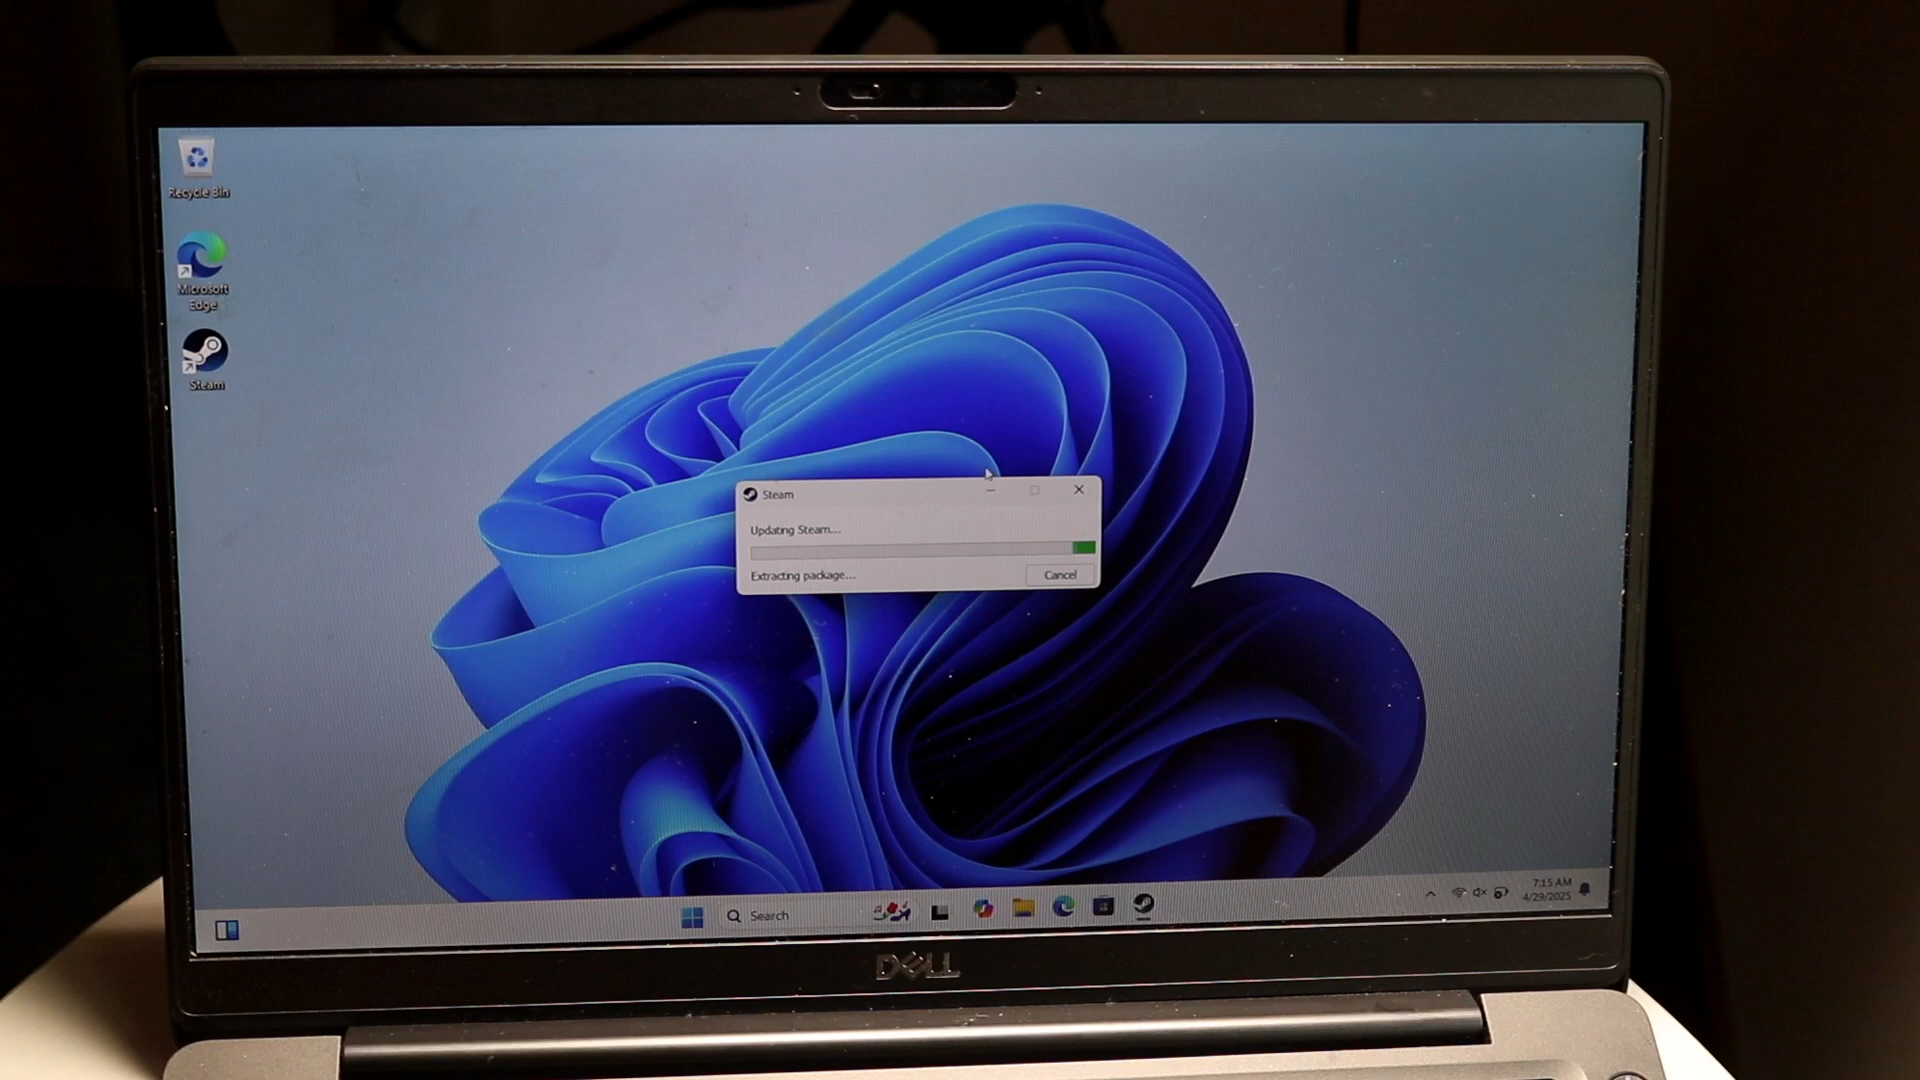 Recycle Bin
Microsoft
Edge
Steam
Steam
Updating Steam...
Extracting package...
Cancel
Search
7:15 AM
4/29/2025
DELL